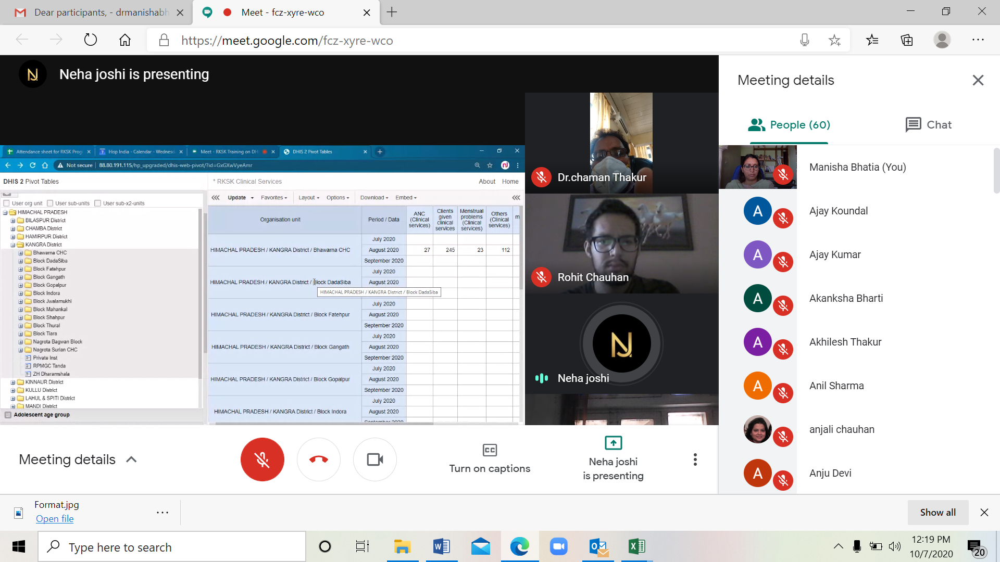 Dear participants, - drmanishabh
Meet - fcz-xyre-wco
https://meet.google.com/fcz-xyre-wco
NJ
Neha joshi is presenting
Attendance sheet for RKSK Prog
Hisp India - Calendar - Wednesd
Meet - RKSK Training on DH
DHIS 2 Pivot Tables
Not secure
88.80.191.115/hp_upgraded/dhis-web-pivot/?id=GxGXwVyeAmr
DHIS 2 Pivot Tables
* RKSK Clinical Services
About
Home
User org unit
User sub-units
User sub-x2-units
Update
Favorites
Layout
Options
Download
Embed
HIMACHAL PRADESH
BILASPUR District
CHAMBA District
HAMIRPUR District
KANGRA District
Bhawarna CHC
Block DadaSiba
Block Fatehpur
Block Gangath
Block Gopalpur
Block Indora
Block Jwalamukhi
Block Mahankal
Block Shahpur
Block Thural
Block Tiara
Nagrota Bagwan Block
Nagrota Surian CHC
Private Inst
RPMGC Tanda
ZH Dharamshala
KINNAUR District
KULLU District
LAHUL & SPITI District
MANDI District
Adolescent age group
Organisation unit
Period / Data
ANC
(Clinical
services)
Clients
given
clinical
services
Menstrual
problems
(Clinical
services)
Others
(Clinical
services)
m
July 2020
HIMACHAL PRADESH / KANGRA District / Bhawarna CHC
August 2020
27
245
23
112
September 2020
July 2020
HIMACHAL PRADESH / KANGRA District / Block DadaSiba
August 2020
HIMACHAL PRADESH / KANGRA District / Block DadaSiba
July 2020
HIMACHAL PRADESH / KANGRA District / Block Fatehpur
August 2020
September 2020
July 2020
HIMACHAL PRADESH / KANGRA District / Block Gangath
August 2020
September 2020
July 2020
HIMACHAL PRADESH / KANGRA District / Block Gopalpur
August 2020
September 2020
July 2020
HIMACHAL PRADESH / KANGRA District / Block Indora
August 2020
September 2020
Dr.chaman Thakur
Rohit Chauhan
NJ
Neha joshi
Meeting details
People (60)
Chat
Manisha Bhatia (You)
A
Ajay Koundal
A
Ajay Kumar
A
Akanksha Bharti
A
Akhilesh Thakur
A
Anil Sharma
anjali chauhan
A
Anju Devi
Meeting details
CC
Turn on captions
Neha joshi
is presenting
Format.jpg
Open file
Show all
Type here to search
12:19 PM
10/7/2020
20